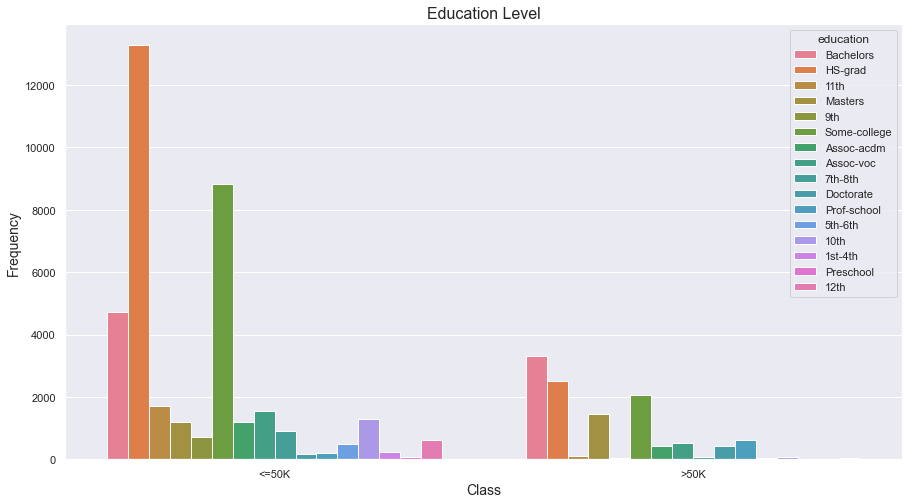 Education Level
education
Bachelors
HS-grad
11th
Masters
9th
Some-college
Assoc-acdm
Assoc-voc
7th-8th
Doctorate
Prof-school
5th-6th
10th
1st-4th
Preschool
12th
Frequency
12000
10000
8000
6000
4000
2000
0
<=50K
>50K
Class